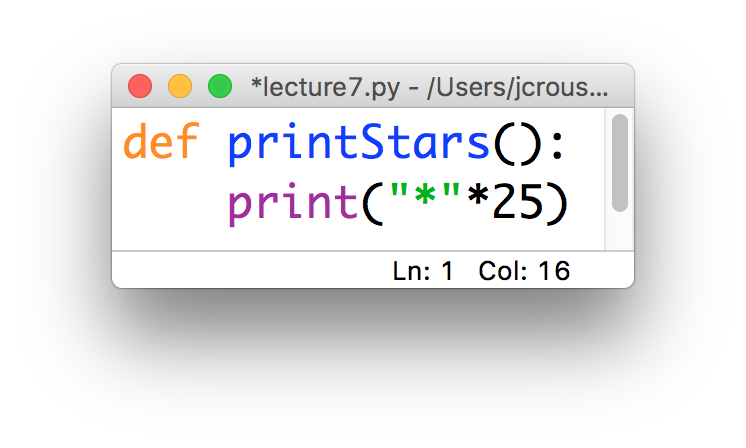 *lecture7.py - /Users/jcrous...
def printStars():
    print("*"*25)
Ln: 1  Col: 16